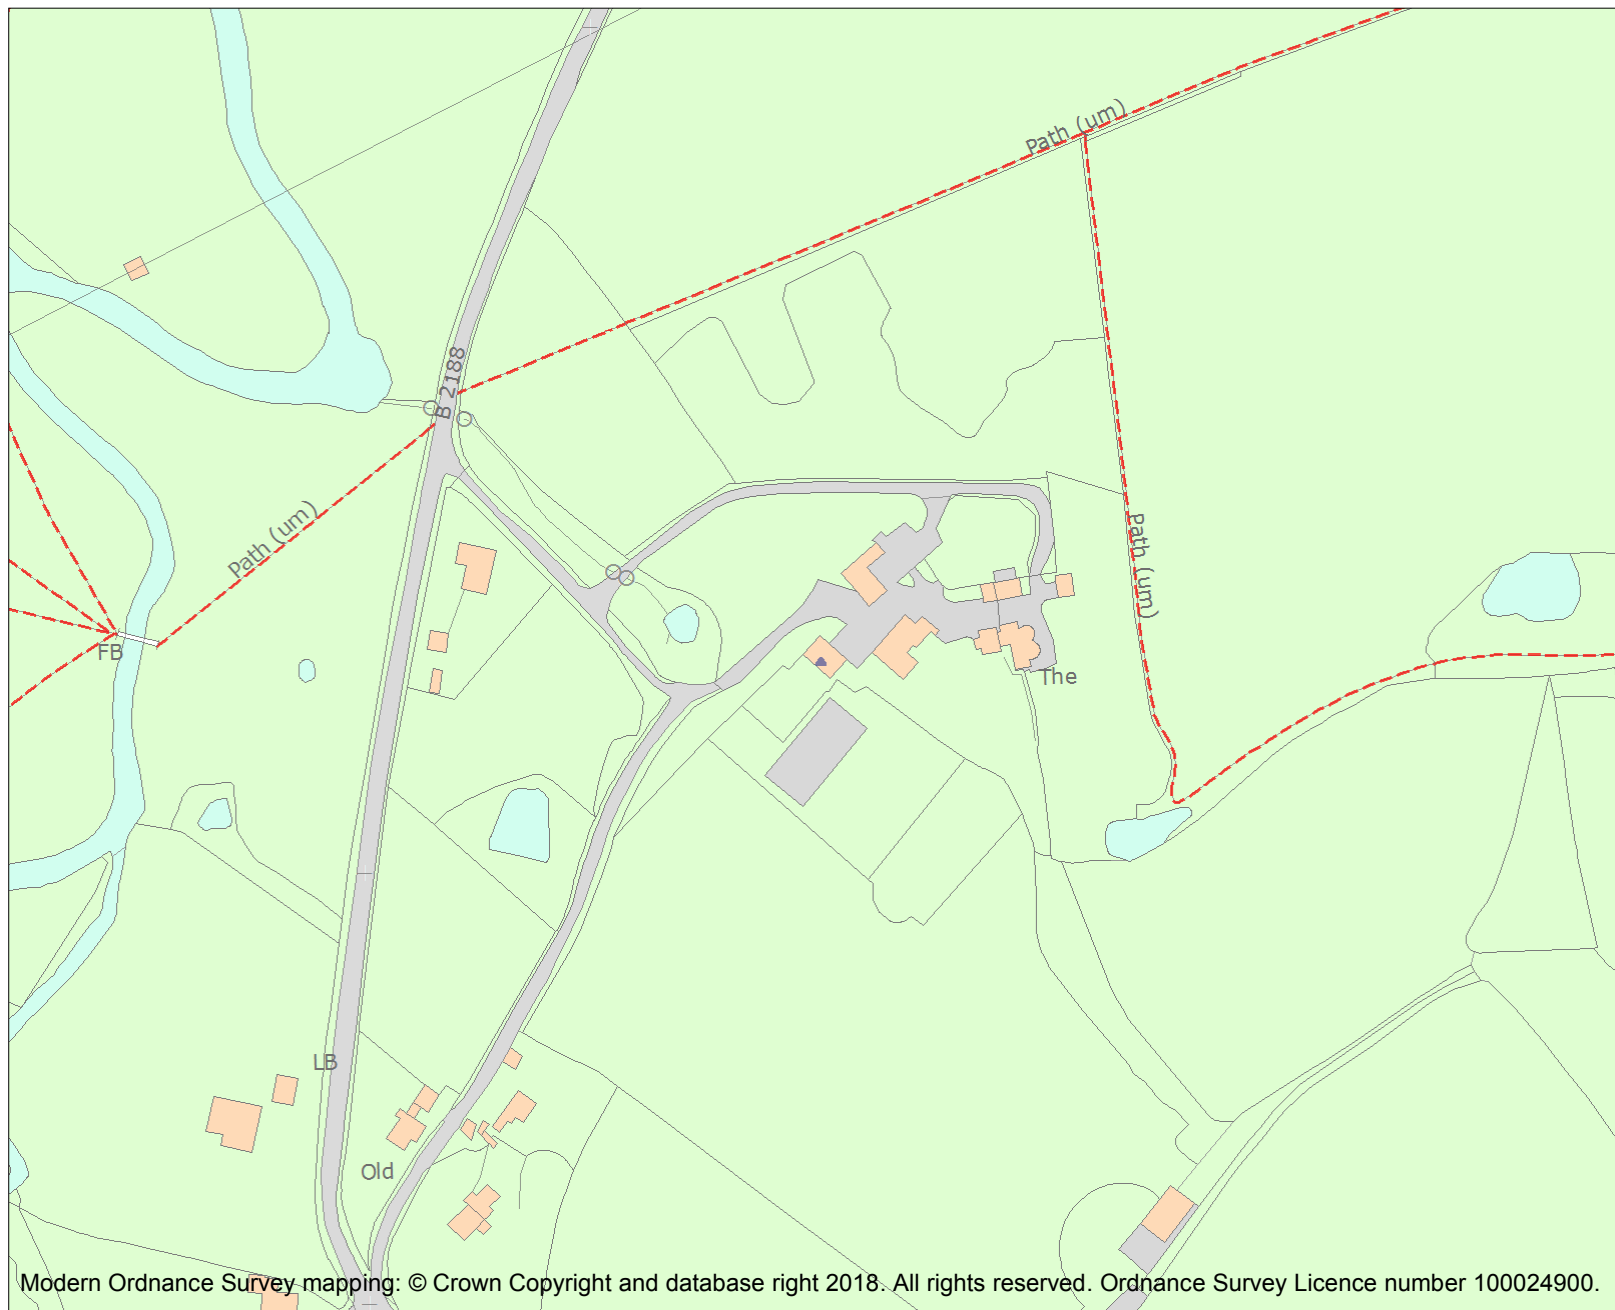 Path (um)
B 2188
Path (um)
Path (um)
FB
The
LB
Old
Modern Ordnance Survey mapping: © Crown Copyright and database right 2018. All rights reserved. Ordnance Survey Licence number 100024900.